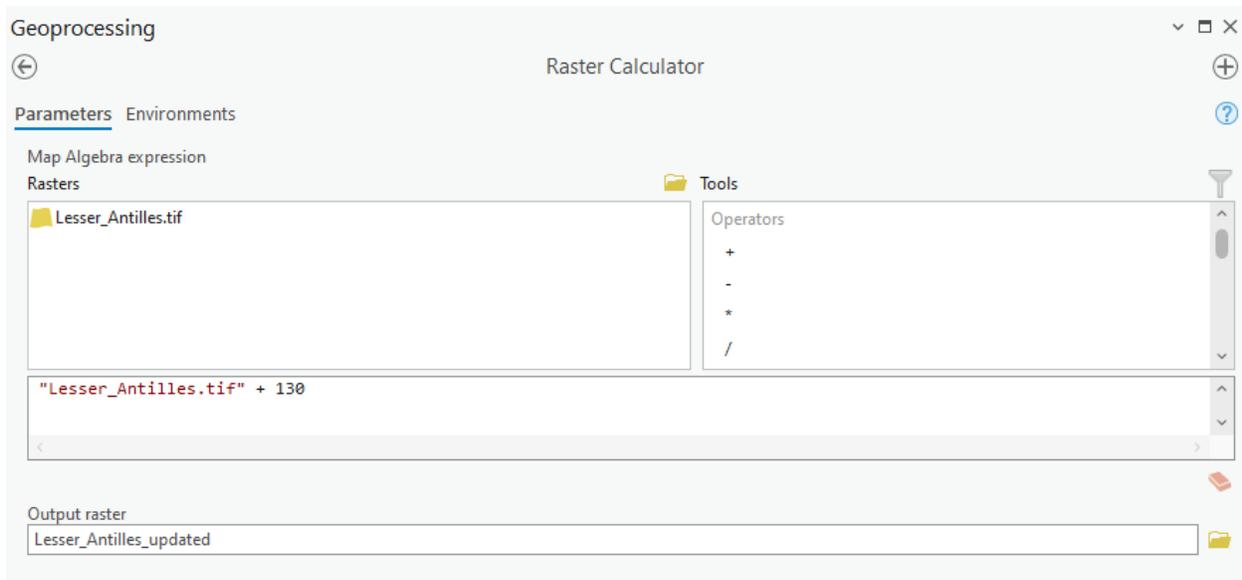 Geoprocessing
Raster Calculator
Parameters Environments
Map Algebra expression
Rasters
Tools
Lesser_Antilles.tif
Operators
+
-
*
/
"Lesser_Antilles.tif" + 130
Output raster
Lesser_Antilles_updated